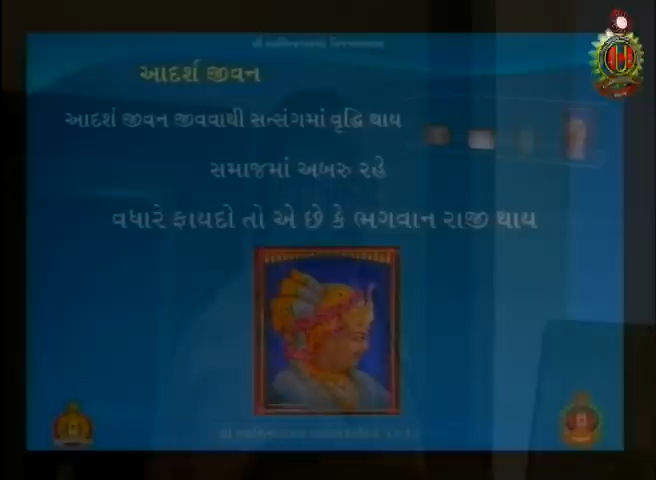 આદર્શ જીવન
આદર્શ જીવન જીવવાથી સત્સંગમાં વૃદ્ધિ થાય
સમાજમાં અબરુ રહે
વધારે ફાયદો તો એ છે કે ભગવાન રાજી થાય